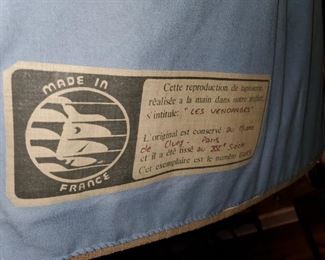 MADE IN
FRANCE
Cette reproduction de tapisserie,
réalisée a la main dans notre atelier
s'intitule: "LES VENDANGES"
L'original est conservé au Musée
de Cluny - Paris
et il a été tissé au siècle
Cet exemplaire est le numéro